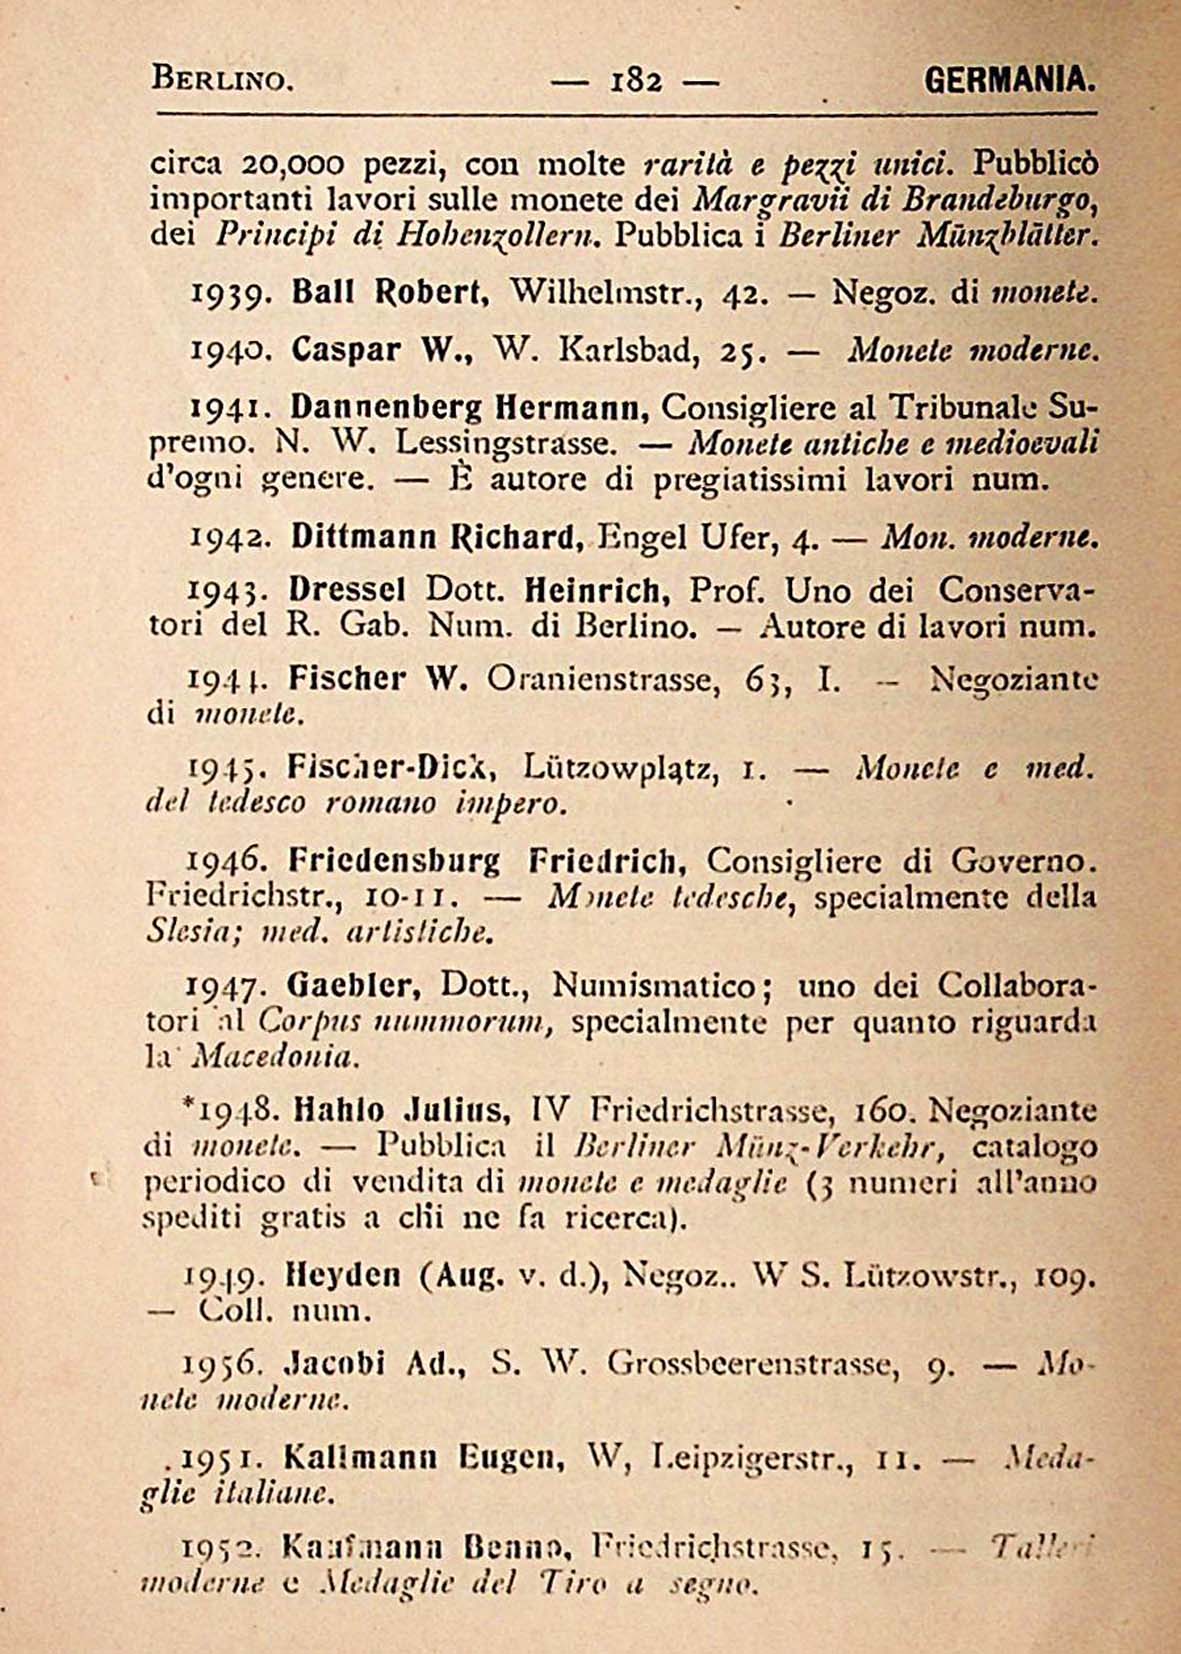 BERLINO. — 182 — GERMANIA.
circa 20,000 pezzi, con molte rarità e pezzi unici. Pubblicò
importanti lavori sulle monete dei Margravii di Brandeburgo,
dei Principi di Hohenzollern. Pubblica i Berliner Münzblätter.
1939. Ball Robert, Wilhelmstr., 42. — Negoz. di monete.
1940. Caspar W., W. Karlsbad, 25. — Monete moderne.
1941. Dannenberg Hermann, Consigliere al Tribunale Su-
premo. N. W. Lessingstrasse. — Monete antiche e medioevali
d'ogni genere. — È autore di pregiatissimi lavori num.
1942. Dittmann Richard, Engel Ufer, 4. — Mon. moderne.
1943. Dressel Dott. Heinrich, Prof. Uno dei Conserva-
tori del R. Gab. Num. di Berlino. — Autore di lavori num.
1944. Fischer W. Oranienstrasse, 63, I. — Negoziante
di monete.
1945. Fischer-Dick, Lützowplatz, 1. — Monete e med.
del tedesco romano impero.
1946. Friedensburg Friedrich, Consigliere di Governo.
Friedrichstr., 10-11. — Monete tedesche, specialmente della
Slesia; med. artistiche.
1947. Gaebler, Dott., Numismatico; uno dei Collabora-
tori al Corpus nummorum, specialmente per quanto riguarda
la Macedonia.
*1948. Hahlo Julius, IV Friedrichstrasse, 160. Negoziante
di monete. — Pubblica il Berliner Münz-Verkehr, catalogo
periodico di vendita di monete e medaglie (3 numeri all'anno
spediti gratis a chi ne fa ricerca).
1949. Heyden (Aug. v. d.), Negoz.. W S. Lützowstr., 109.
— Coll. num.
1956. Jacobi Ad., S. W. Grossbeerenstrasse, 9. — Mo-
nete moderne.
1951. Kallmann Eugen, W, Leipzigerstr., 11. — Meda-
glie italiane.
1952. Kaufmann Benno, Friedrichstrasse, 15. — Talleri
moderne e Medaglie del Tiro a segno.